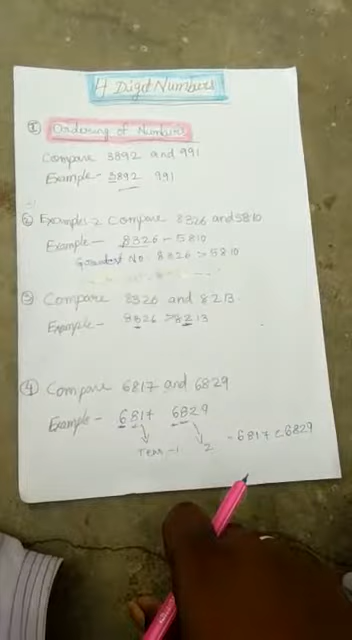 4 Digit Numbers
① Ordering of Numbers
Compare 3892 and 991
Example - 3892 991
② Example-2 Compare 8326 and 5810
Example - 8326 - 5810
Greatest No. 8326 > 5810
③ Compare 8326 and 8213
Example - 8326 > 8213
④ Compare 6817 and 6829
Example - 6817 6829
Tens - 1 2 - 6817 < 6829